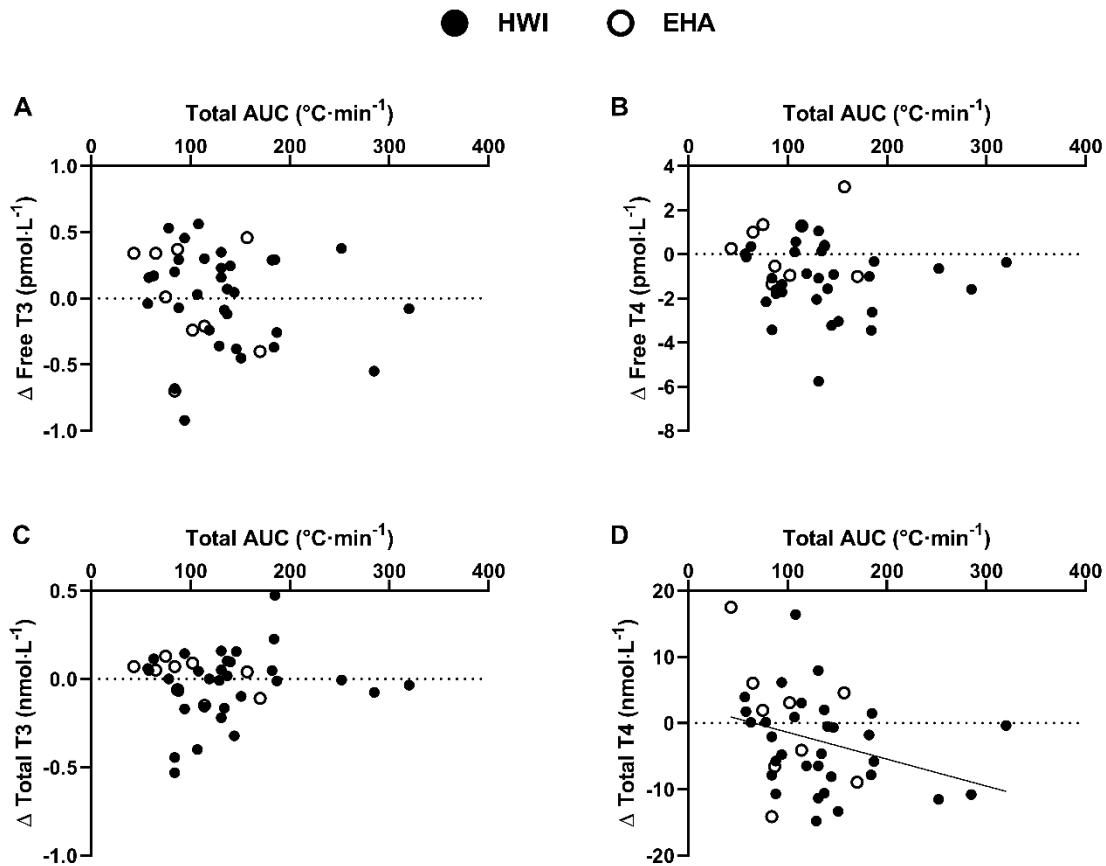 HWI EHA
A
Total AUC (°C·min⁻¹)
0 100 200 300 400
1.0
0.5
0.0
-0.5
-1.0
Δ Free T3 (pmol·L⁻¹)
B
Total AUC (°C·min⁻¹)
0 100 200 300 400
4
2
0
-2
-4
-6
-8
Δ Free T4 (pmol·L⁻¹)
C
Total AUC (°C·min⁻¹)
0 100 200 300 400
0.5
0.0
-0.5
-1.0
Δ Total T3 (nmol·L⁻¹)
D
Total AUC (°C·min⁻¹)
0 100 200 300 400
20
10
0
-10
-20
Δ Total T4 (nmol·L⁻¹)